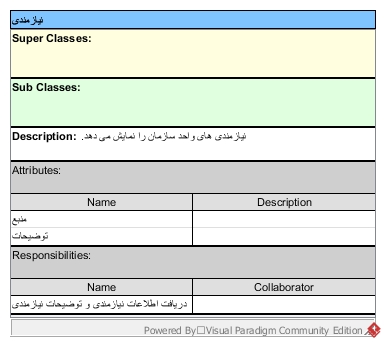 نیازمندی
Super Classes:
Sub Classes:
Description: نیازمندی های واحد سازمان را نمایش می دهد.
Attributes:
Name Description
منبع
توضیحات
Responsibilities:
Name Collaborator
دریافت اطلاعات نیازمندی و توضیحات نیازمندی
Powered By□Visual Paradigm Community Edition